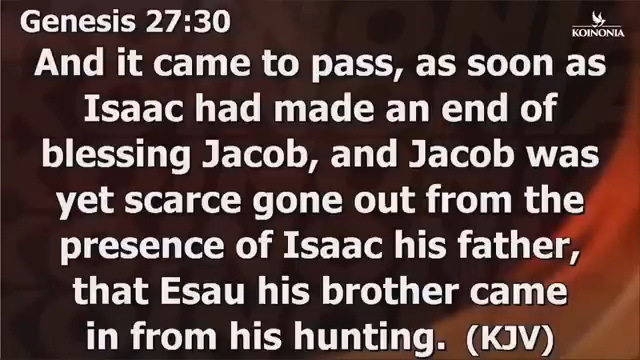 Genesis 27:30
KOINONIA
And it came to pass, as soon as
Isaac had made an end of
blessing Jacob, and Jacob was
yet scarce gone out from the
presence of Isaac his father,
that Esau his brother came
in from his hunting. (KJV)